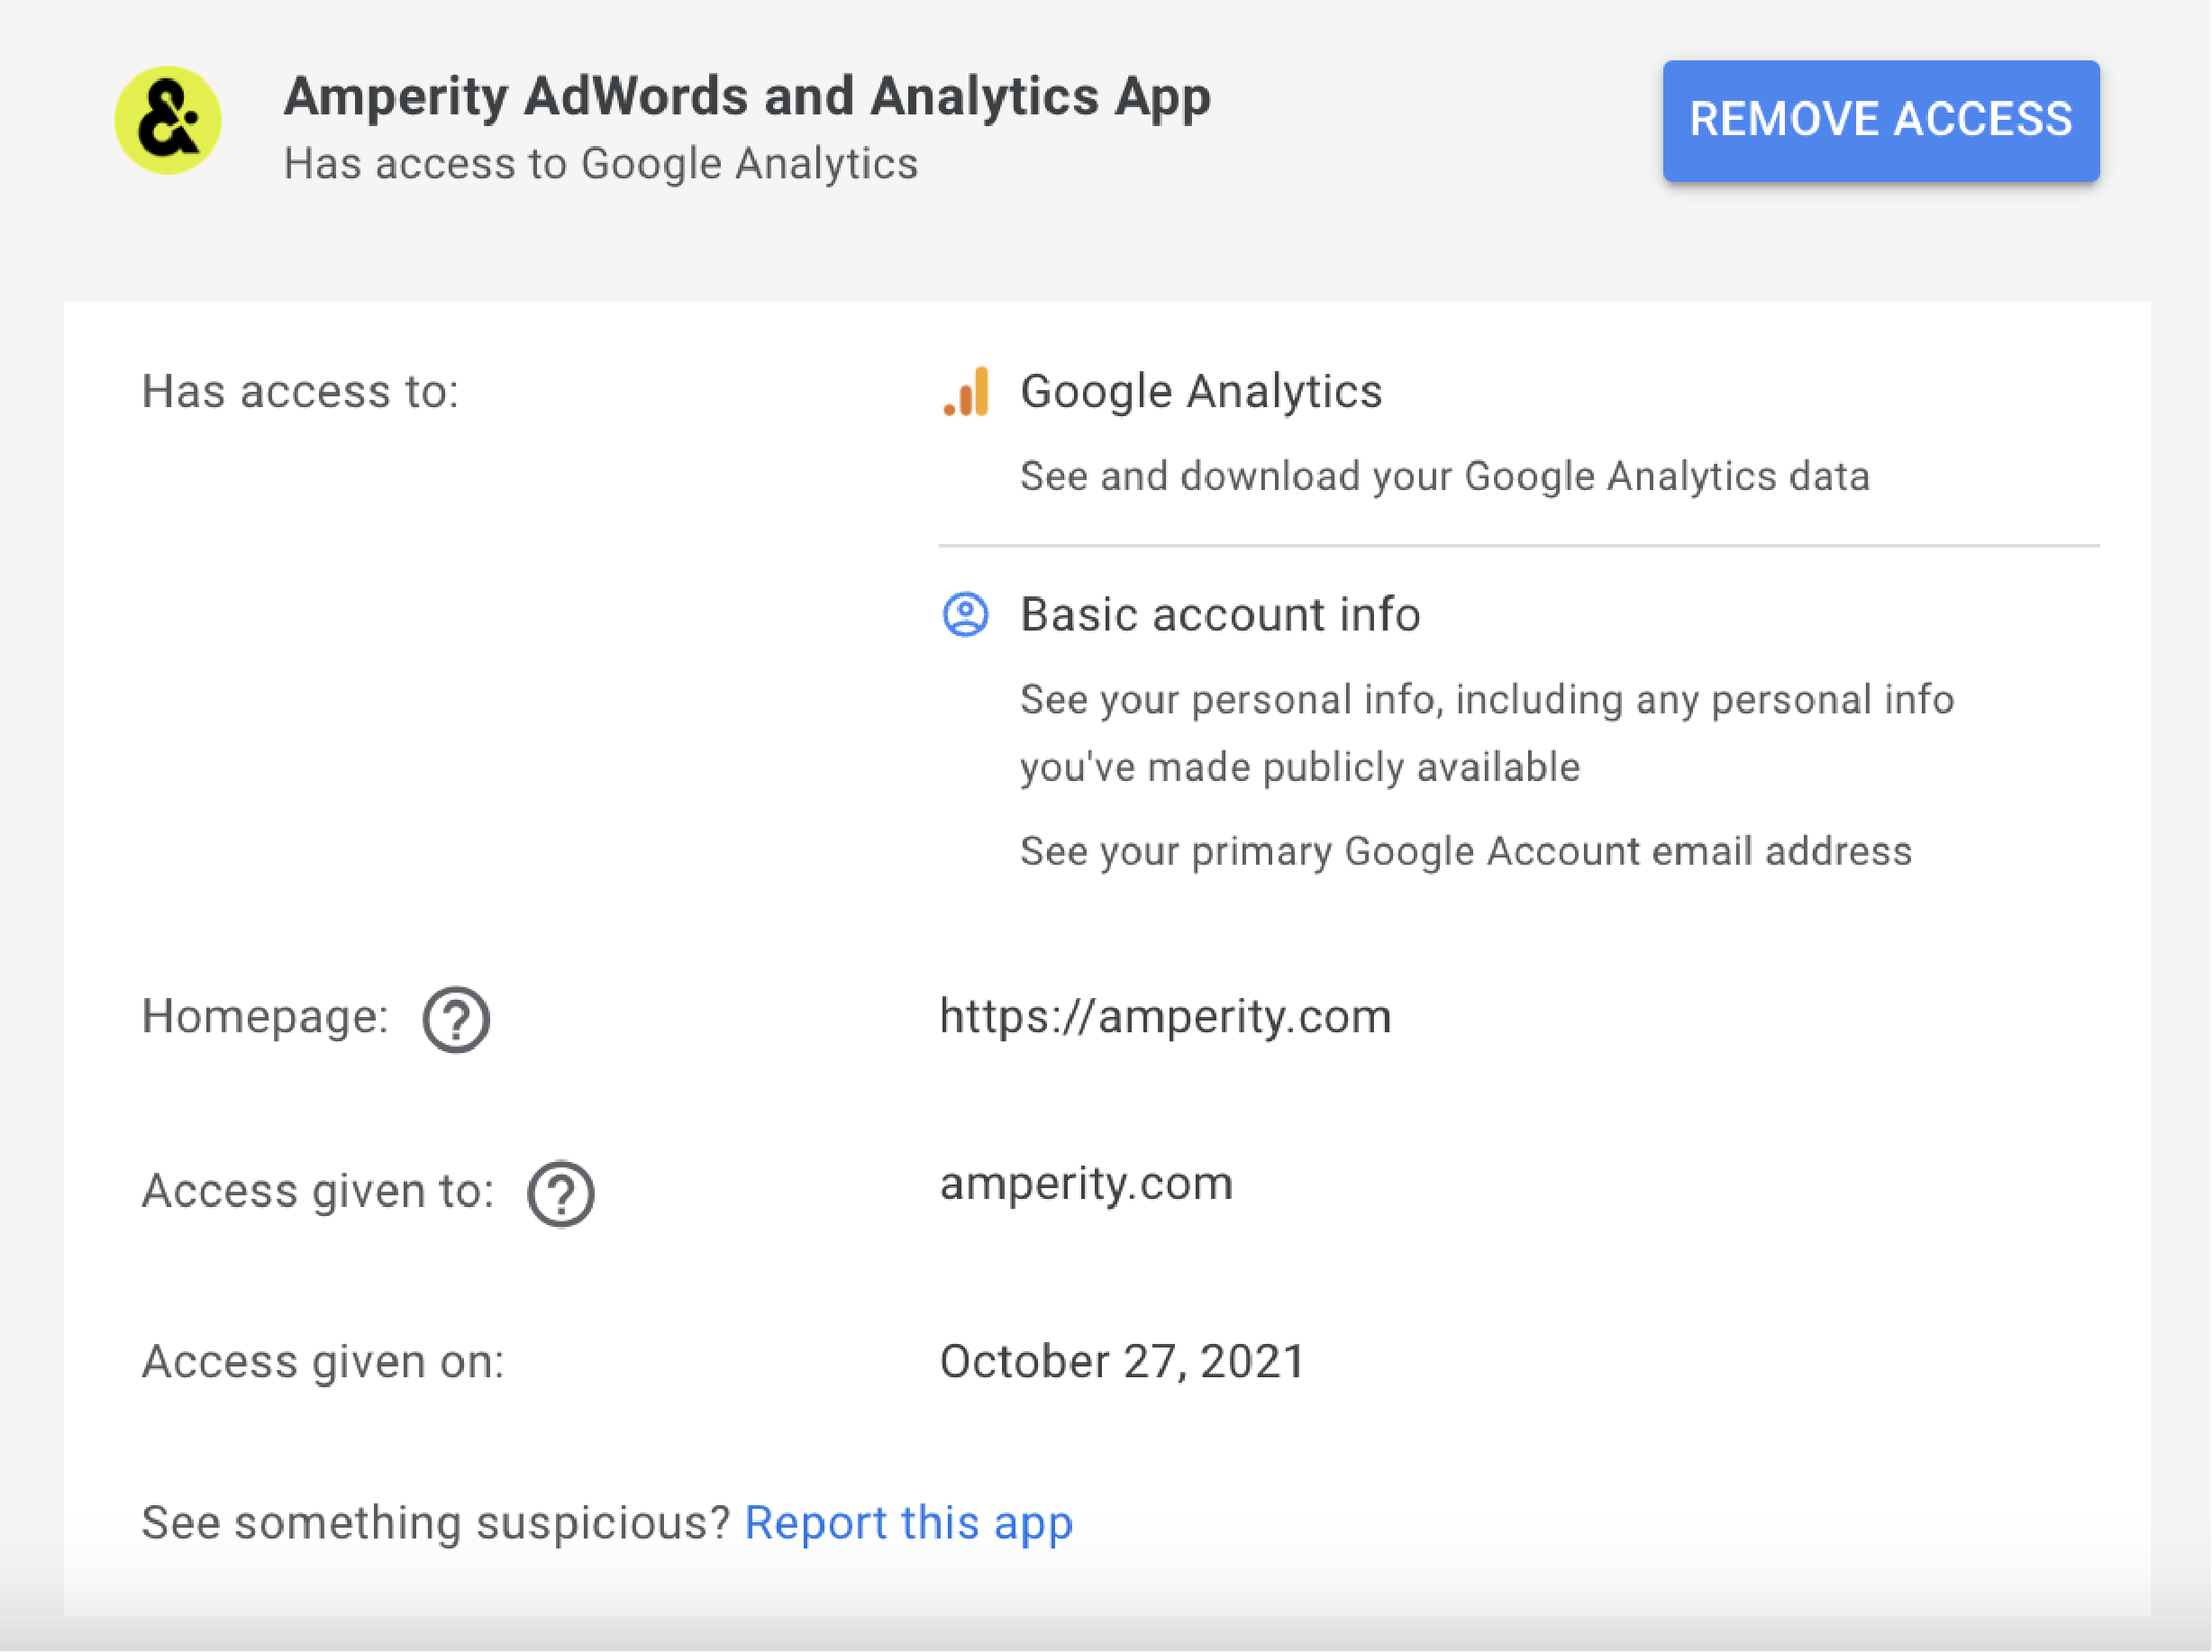 Amperity AdWords and Analytics App
Has access to Google Analytics
REMOVE ACCESS
Has access to:
Google Analytics
See and download your Google Analytics data
Basic account info
See your personal info, including any personal info
you've made publicly available
See your primary Google Account email address
Homepage:
https://amperity.com
Access given to:
amperity.com
Access given on:
October 27, 2021
See something suspicious? Report this app